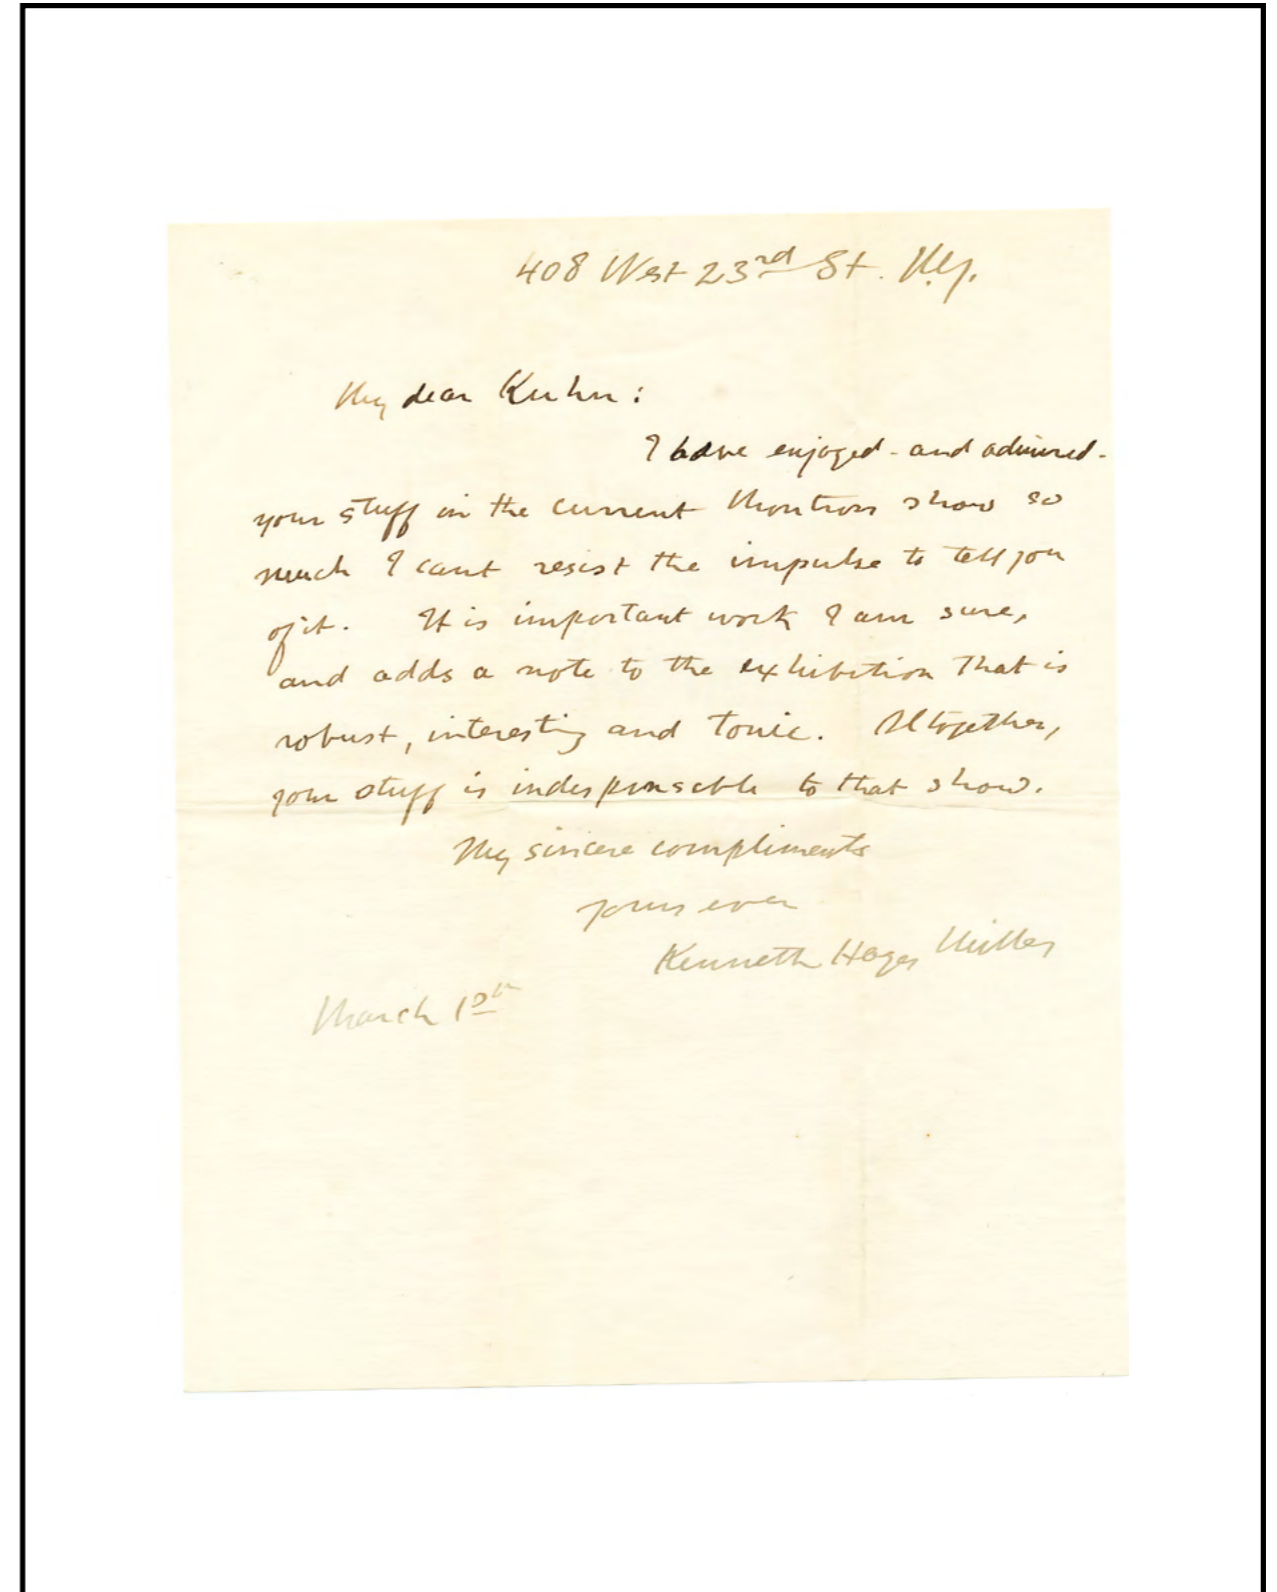 408 West 23rd St. N.Y.
My dear Kuhn:
I have enjoyed - and admired -
your stuff in the current Montross show so
much I cant resist the impulse to tell you
of it. It is important work I am sure,
and adds a note to the exhibition that is
robust, interesting and tonic. Altogether,
your stuff is indespensable to that show.
My sincere compliments
yours ever
Kenneth Hayes Miller
March